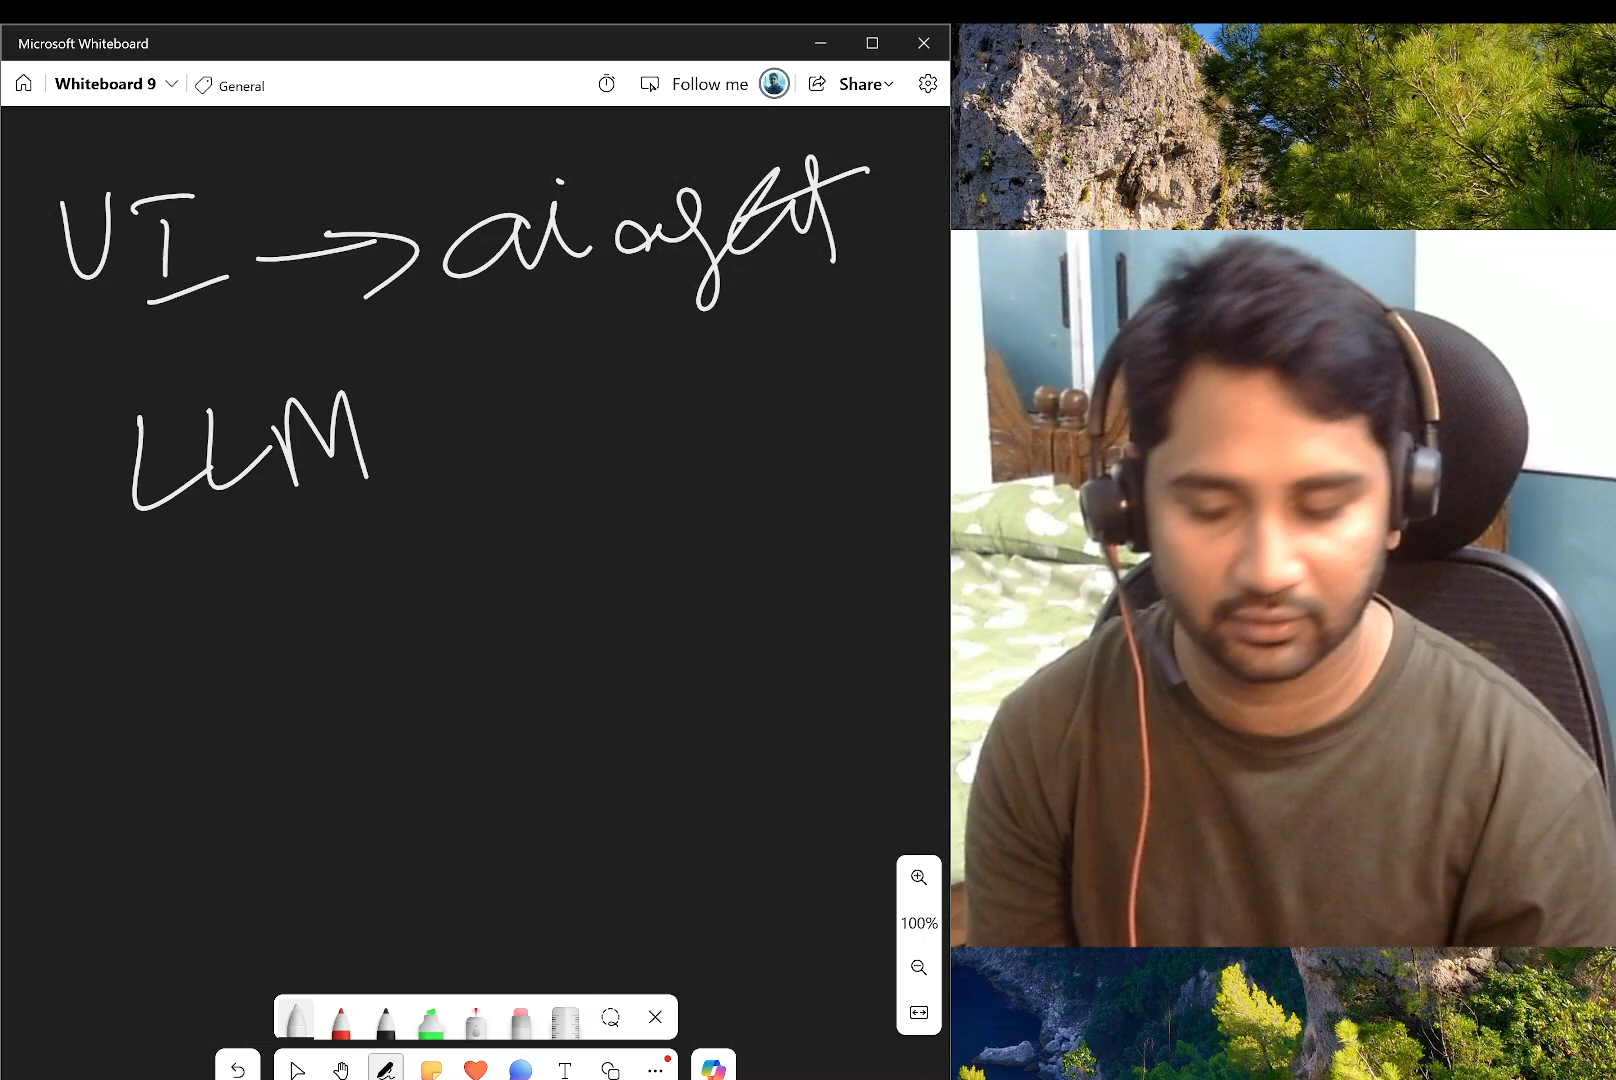 Microsoft Whiteboard
Whiteboard 9 General Follow me Share
UI → ai agent
LLM
100%
T